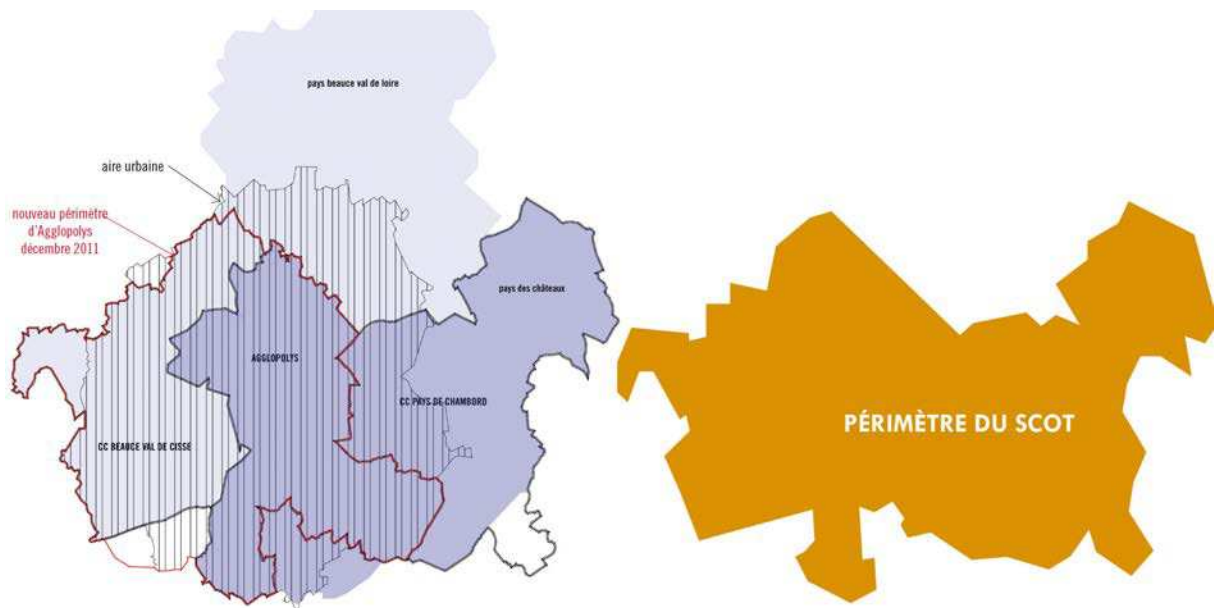 pays beauce val de loire
aire urbaine
nouveau périmètre
d'Agglopolys
décembre 2011
pays des châteaux
AGGLOPOLYS
CC PAYS DE CHAMBORD
CC BEAUCE VAL DE CISSE
PÉRIMÈTRE DU SCOT